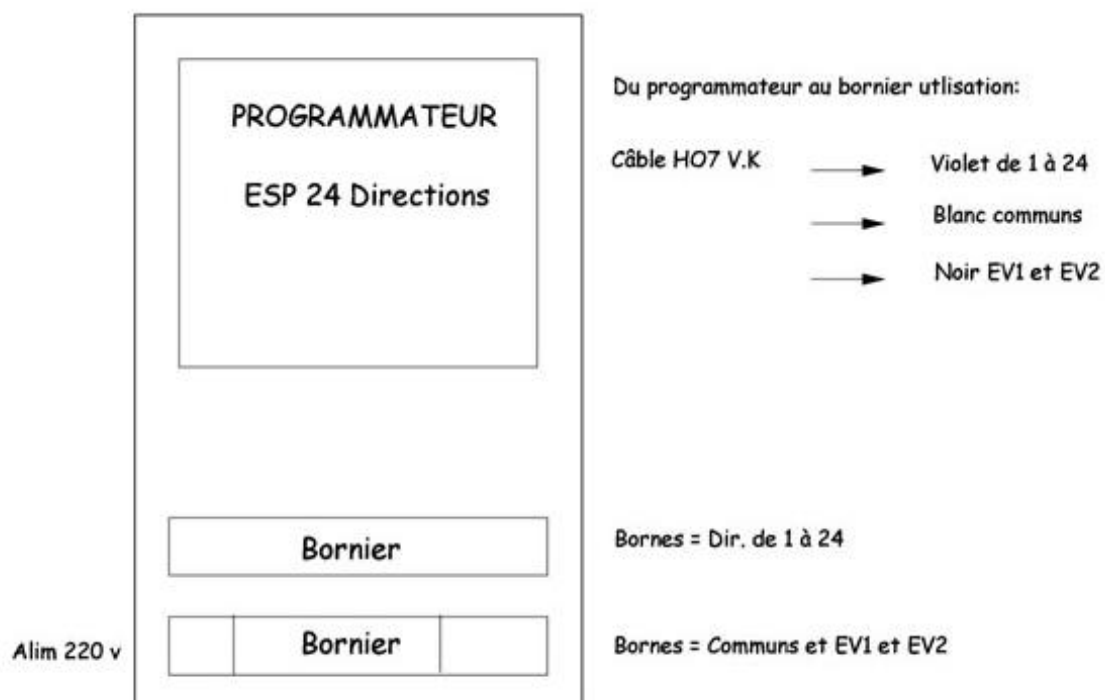 PROGRAMMATEUR
ESP 24 Directions
Du programmateur au bornier utlisation:
Câble HO7 V.K
Violet de 1 à 24
Blanc communs
Noir EV1 et EV2
Bornier
Bornes = Dir. de 1 à 24
Alim 220 v
Bornier
Bornes = Communs et EV1 et EV2